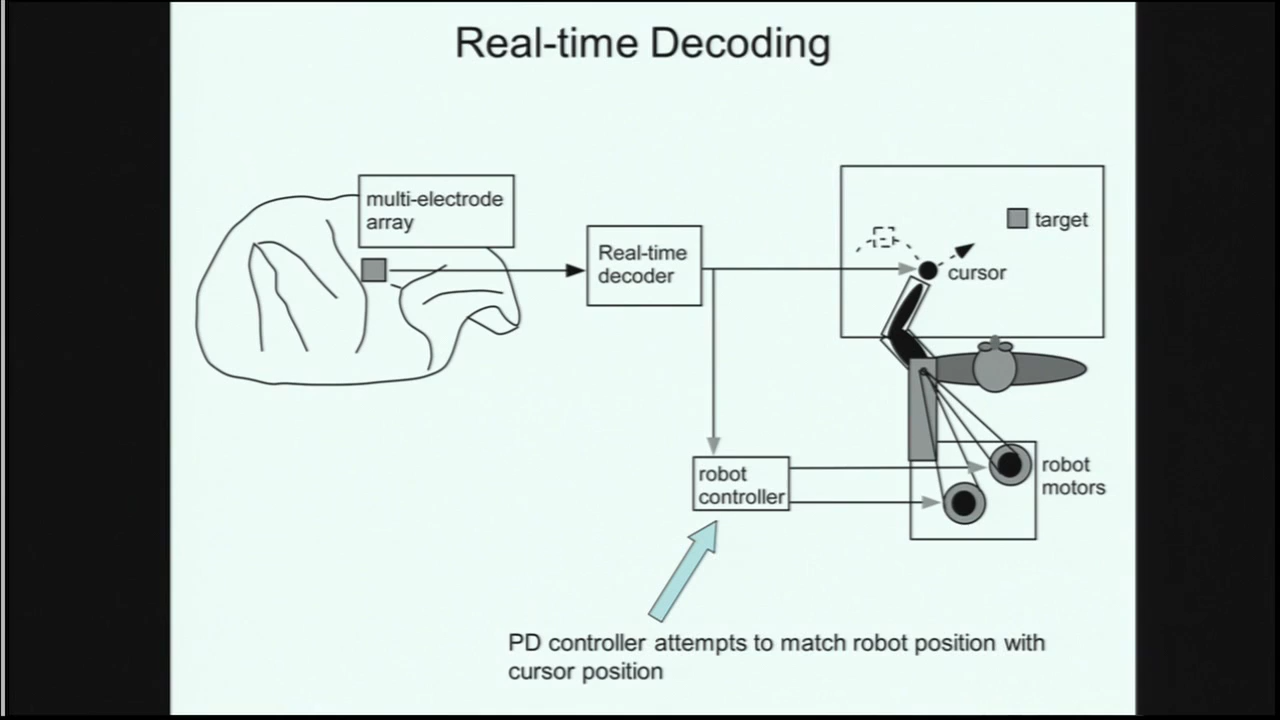 Real-time Decoding
multi-electrode
array
Real-time
decoder
target
cursor
robot
controller
robot
motors
PD controller attempts to match robot position with
cursor position